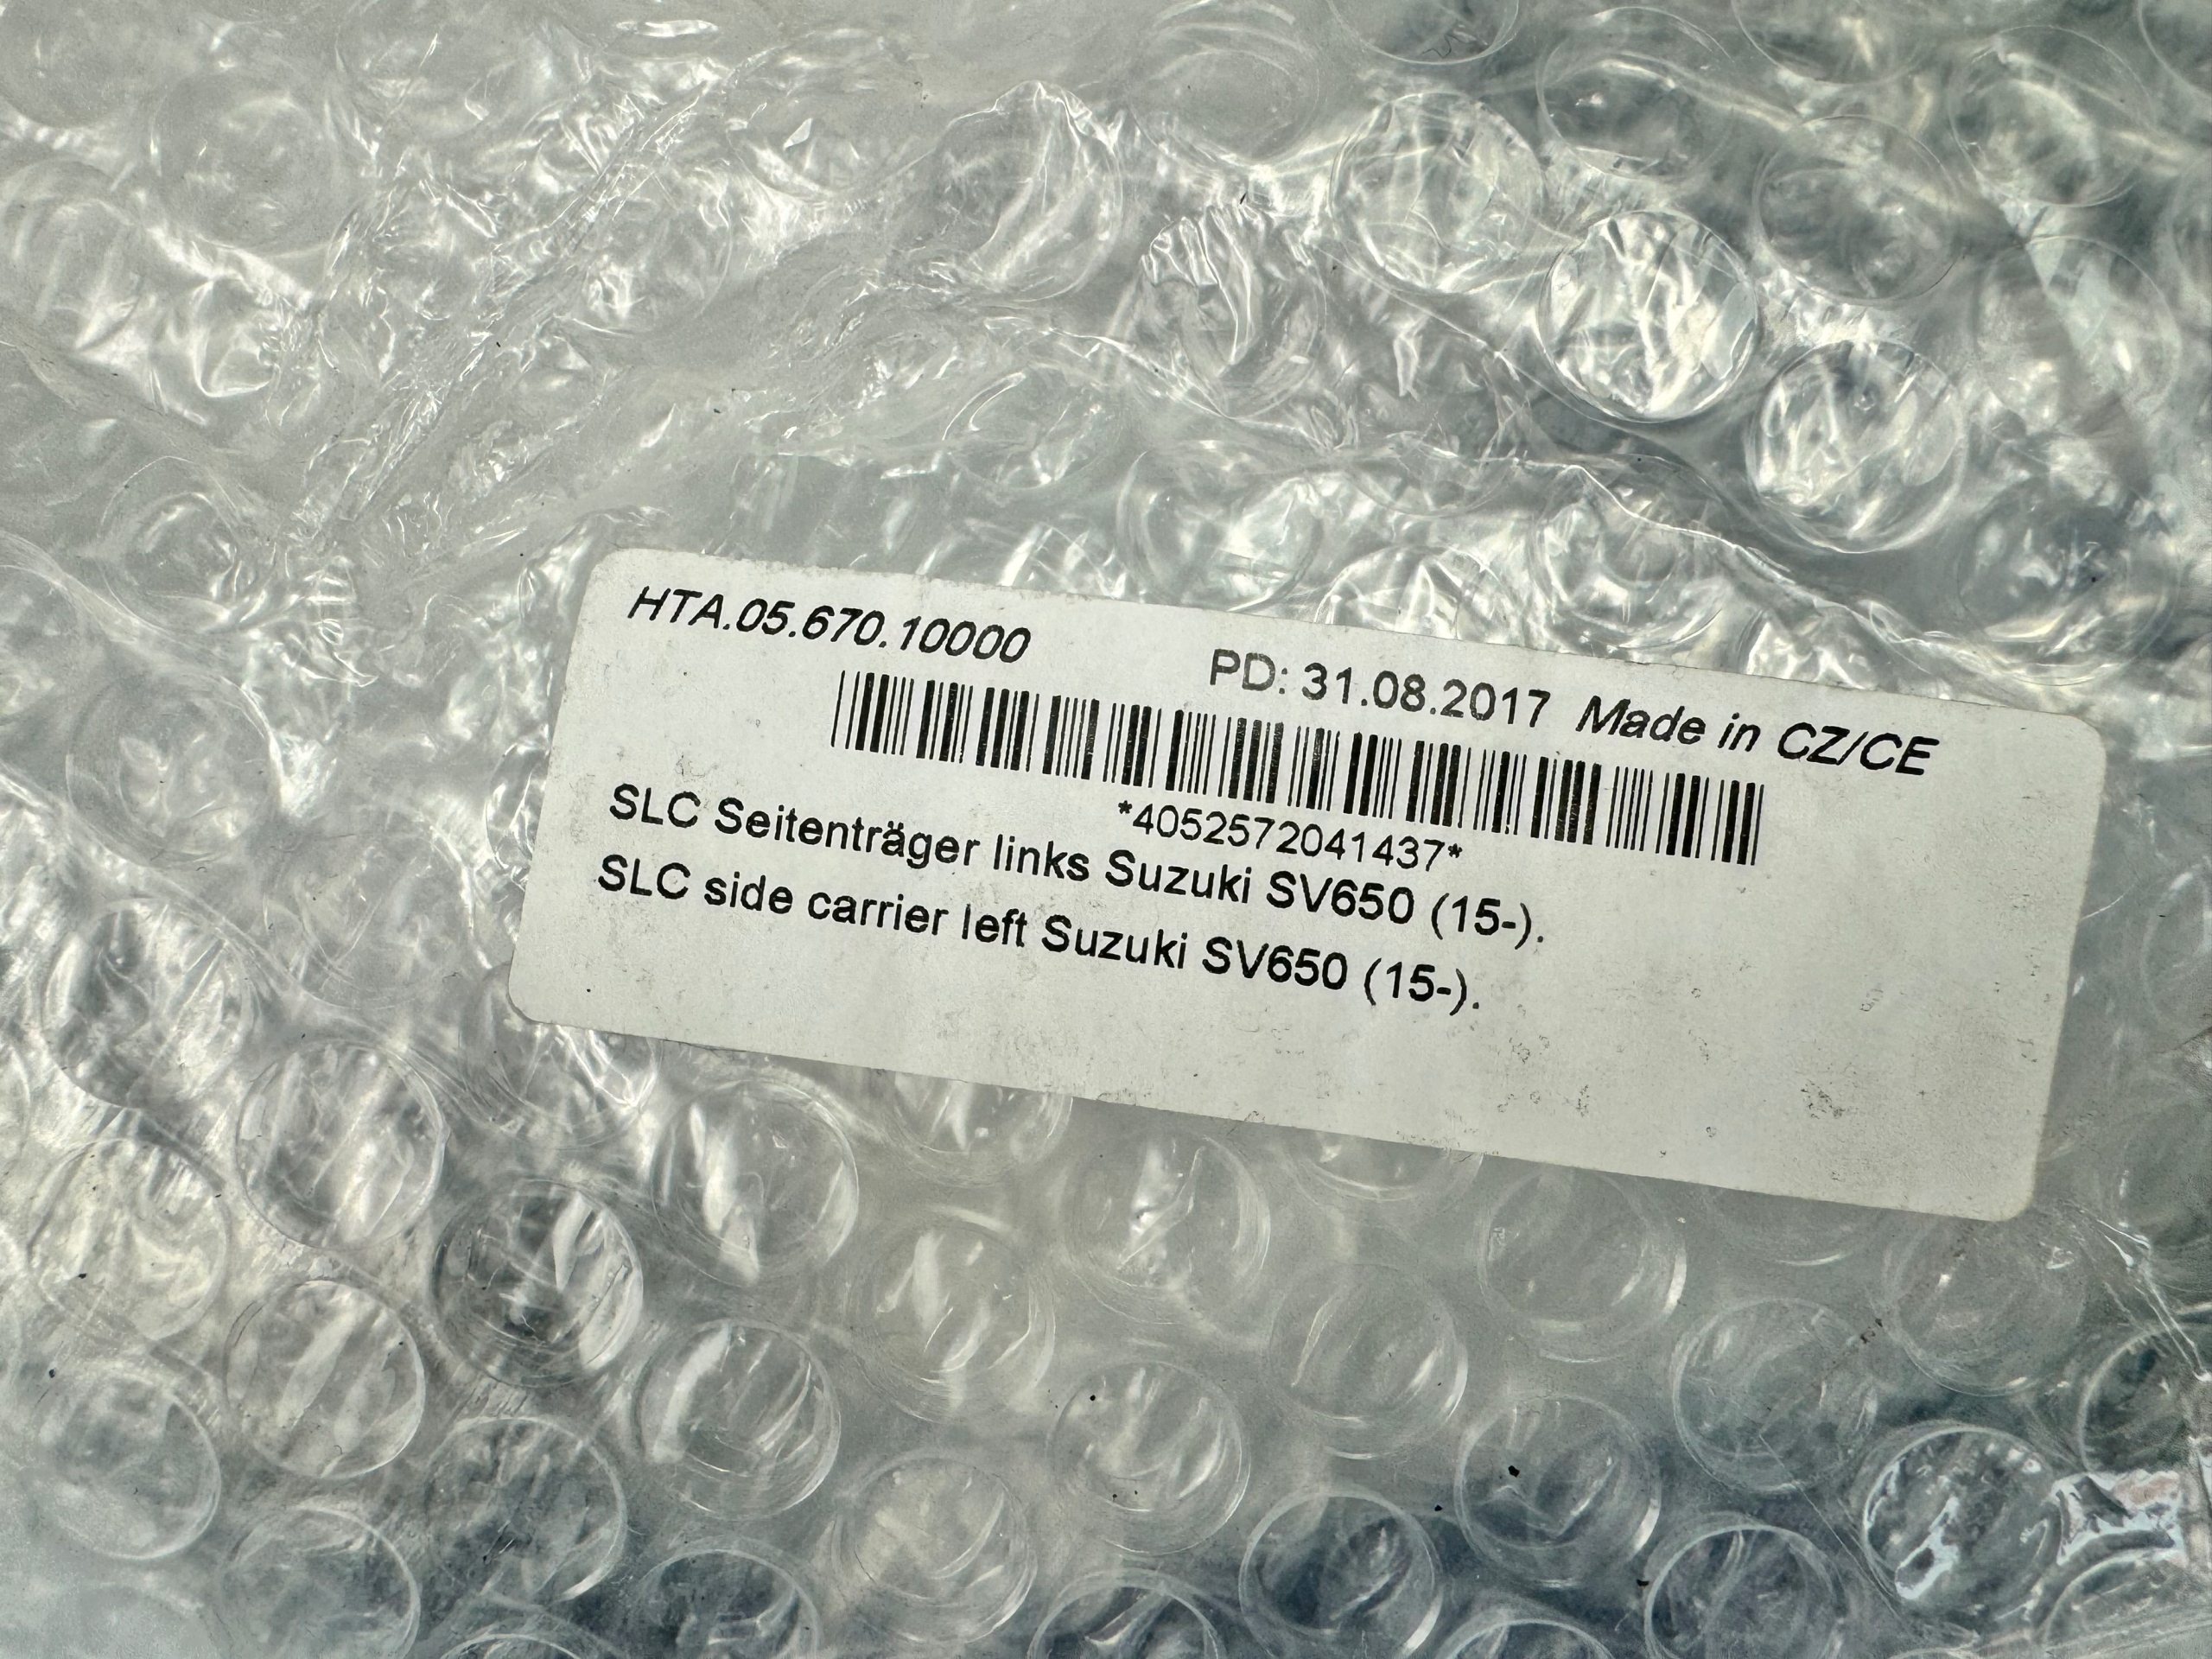 HTA.05.670.10000
PD: 31.08.2017 Made in CZ/CE
*4052572041437*
SLC Seitenträger links Suzuki SV650 (15-).
SLC side carrier left Suzuki SV650 (15-).